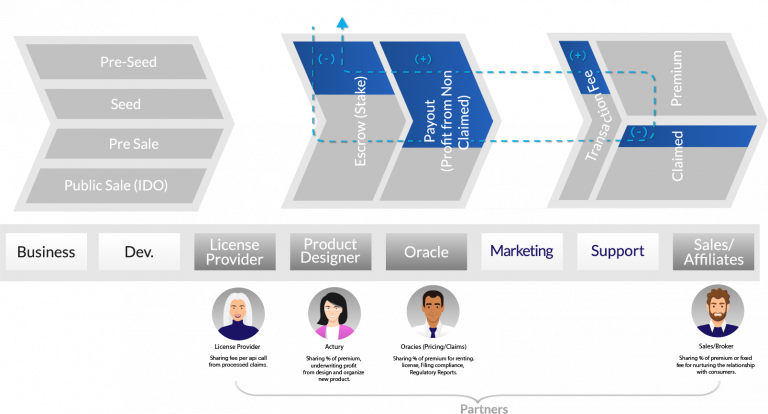 Pre-Seed
Seed
Pre Sale
Public Sale (IDO)
(-)
(+)
Escrow (Stake)
Payout
(Profit from Non
Claimed)
(+)
Transaction Fee
Premium
(-)
Claimed
Business
Dev.
License
Provider
Product
Designer
Oracle
Marketing
Support
Sales/
Affiliates
License Provider
Sharing fee per api call
from processed claims.
Actury
Sharing % of premium,
underwriting profit
from design and organize
new product.
Oracies (Pricing/Claims)
Sharing % of premium for renting.
license, Filing compliance,
Regulatory Reports.
Sales/Broker
Sharing % of premium or fixed
fee for nurturing the relationship
with consumers.
Partners